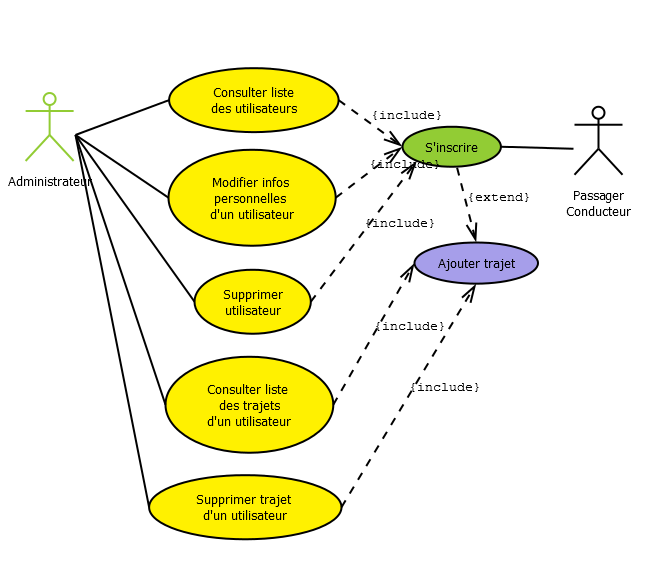 Consulter liste
des utilisateurs
{include}
S'inscrire
{include}
Administrateur
Modifier infos
personnelles
d'un utilisateur
Passager
Conducteur
{extend}
{include}
Ajouter trajet
Supprimer
utilisateur
{include}
Consulter liste
des trajets
d'un utilisateur
{include}
Supprimer trajet
d'un utilisateur